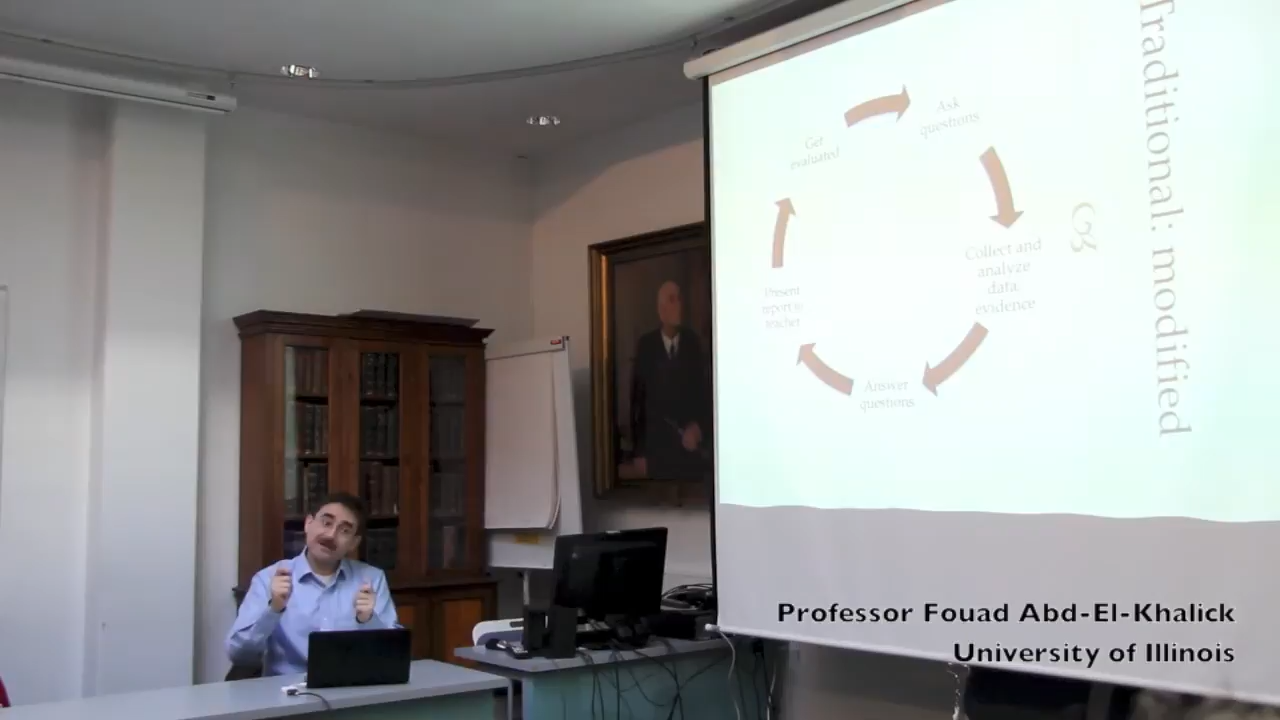 Traditional: modified
Ask
questions
Collect and
analyze
data:
evidence
Answer
questions
Present
report to
teacher
Get
evaluated
Professor Fouad Abd-El-Khalick
University of Illinois